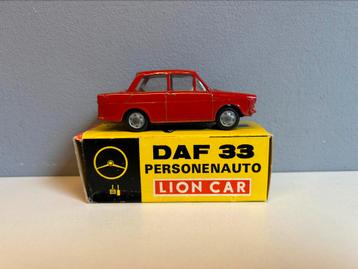 DAF 33
PERSONENAUTO
LION CAR